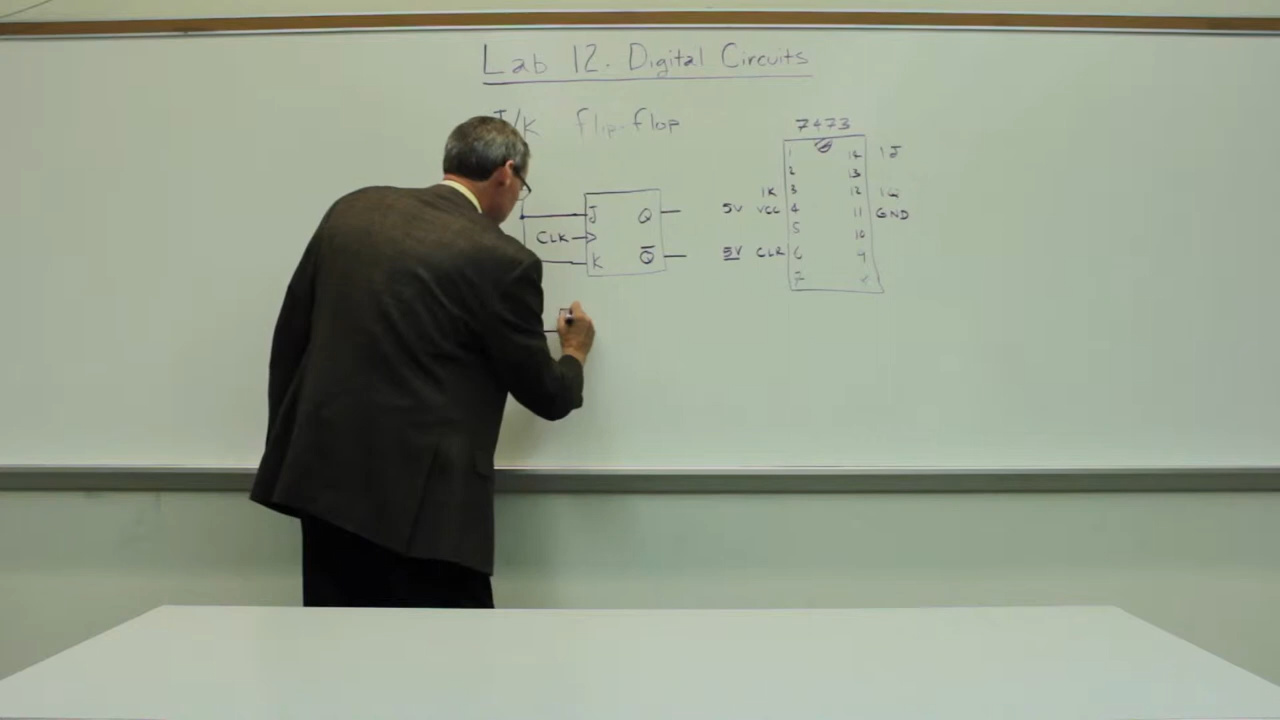 Lab 12. Digital Circuits
J/K flip-flop
J Q
CLK
K Q̅
7473
1 14 1J
2 13
1K 3 12 1Q
5V VCC 4 11 GND
5 10
5V CLR 6 9
7